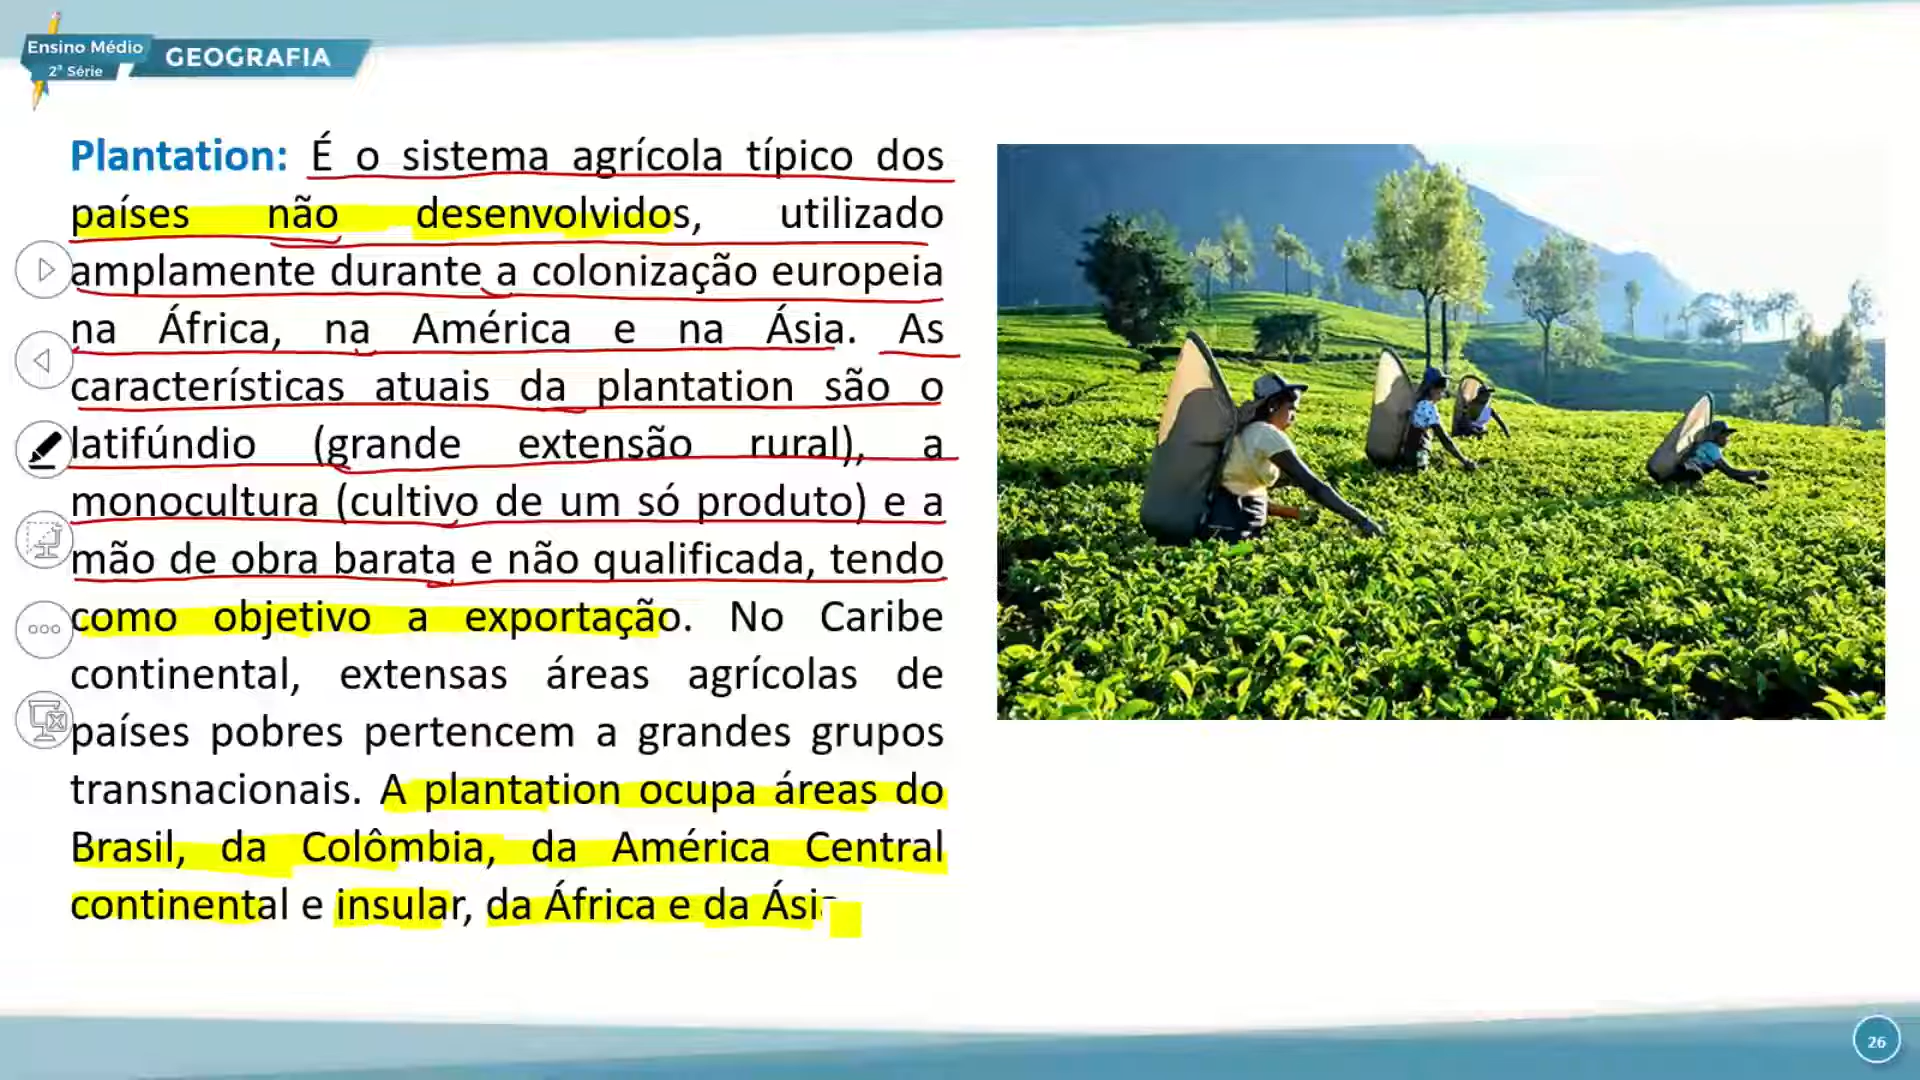 Ensino Médio
2ª Série
GEOGRAFIA
Plantation: É o sistema agrícola típico dos
países não desenvolvidos, utilizado
amplamente durante a colonização europeia
na África, na América e na Ásia. As
características atuais da plantation são o
latifúndio (grande extensão rural), a
monocultura (cultivo de um só produto) e a
mão de obra barata e não qualificada, tendo
como objetivo a exportação. No Caribe
continental, extensas áreas agrícolas de
países pobres pertencem a grandes grupos
transnacionais. A plantation ocupa áreas do
Brasil, da Colômbia, da América Central
continental e insular, da África e da Ásia
26